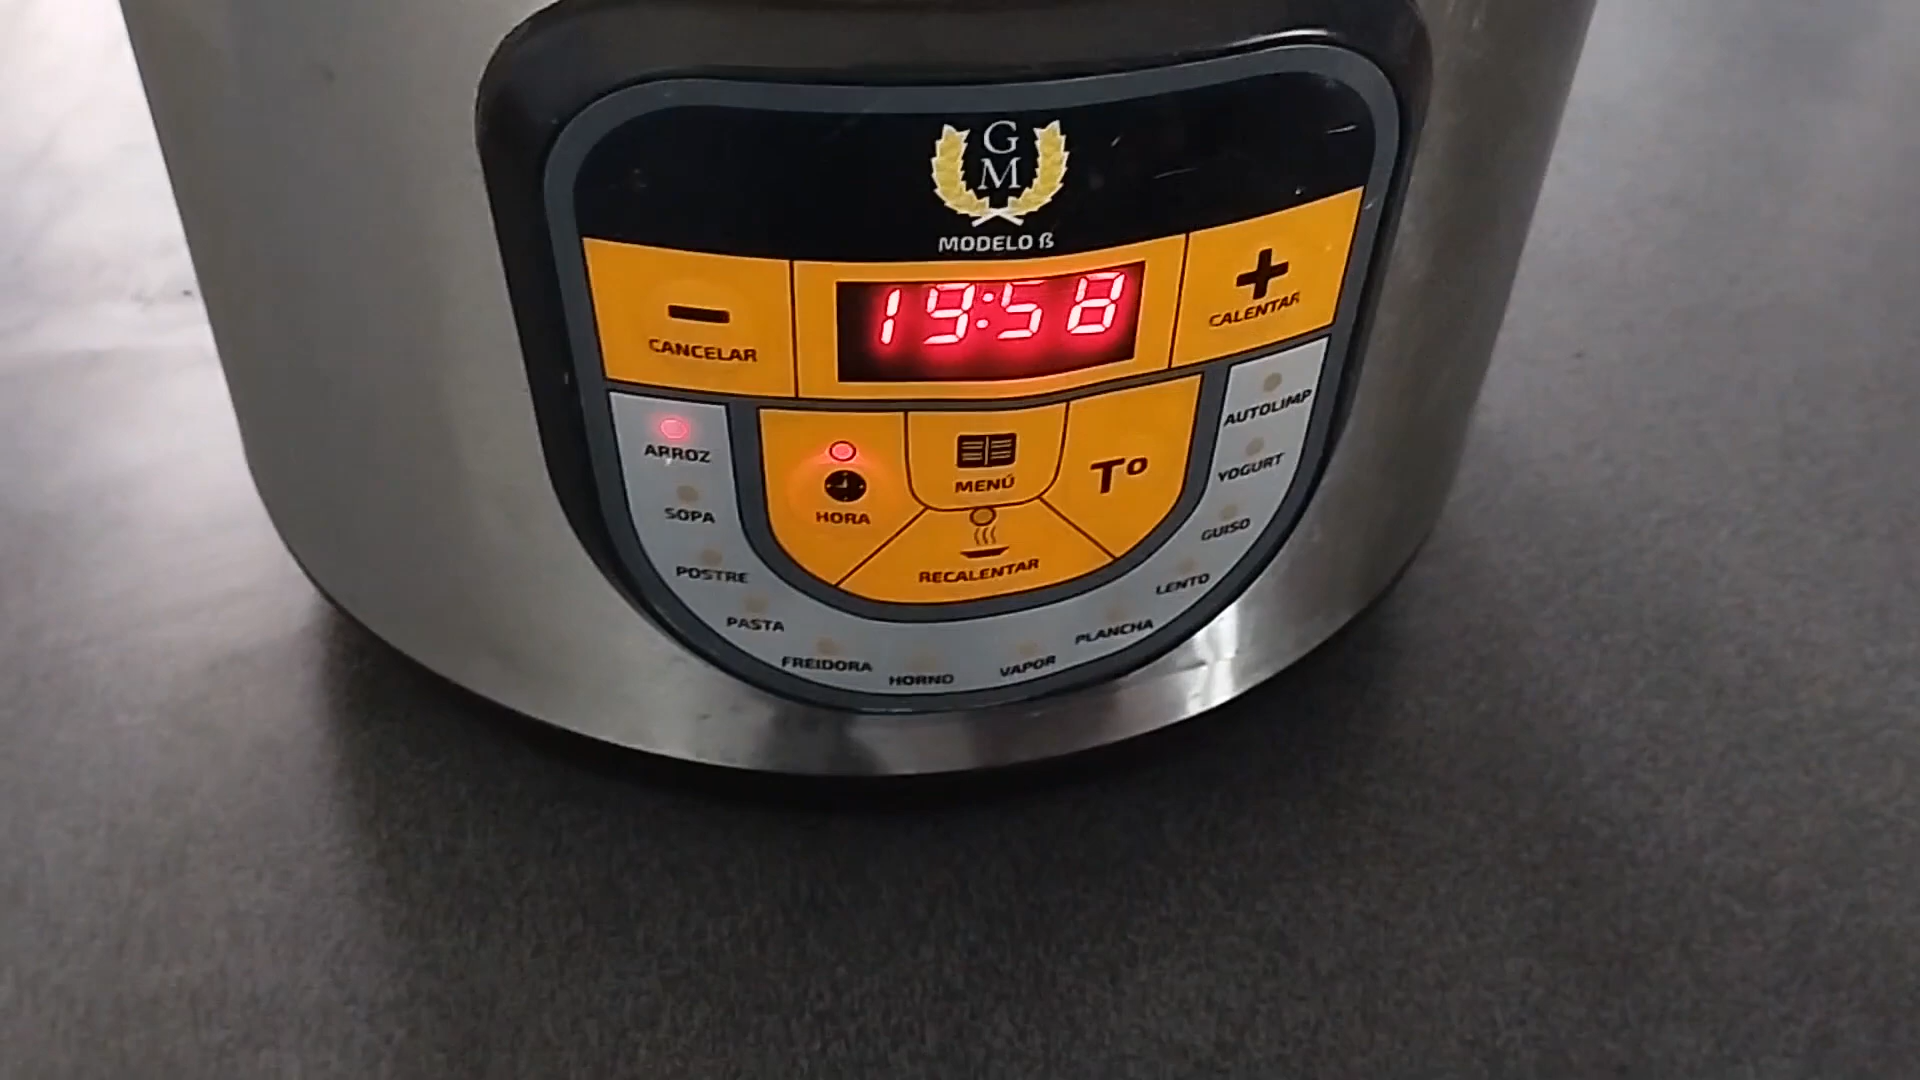 G
M
MODELO ß
CANCELAR
19:58
CALENTAR
ARROZ
SOPA
POSTRE
PASTA
FREIDORA
HORNO
VAPOR
PLANCHA
LENTO
GUISO
YOGURT
AUTOLIMP
HORA
MENÚ
Tº
RECALENTAR